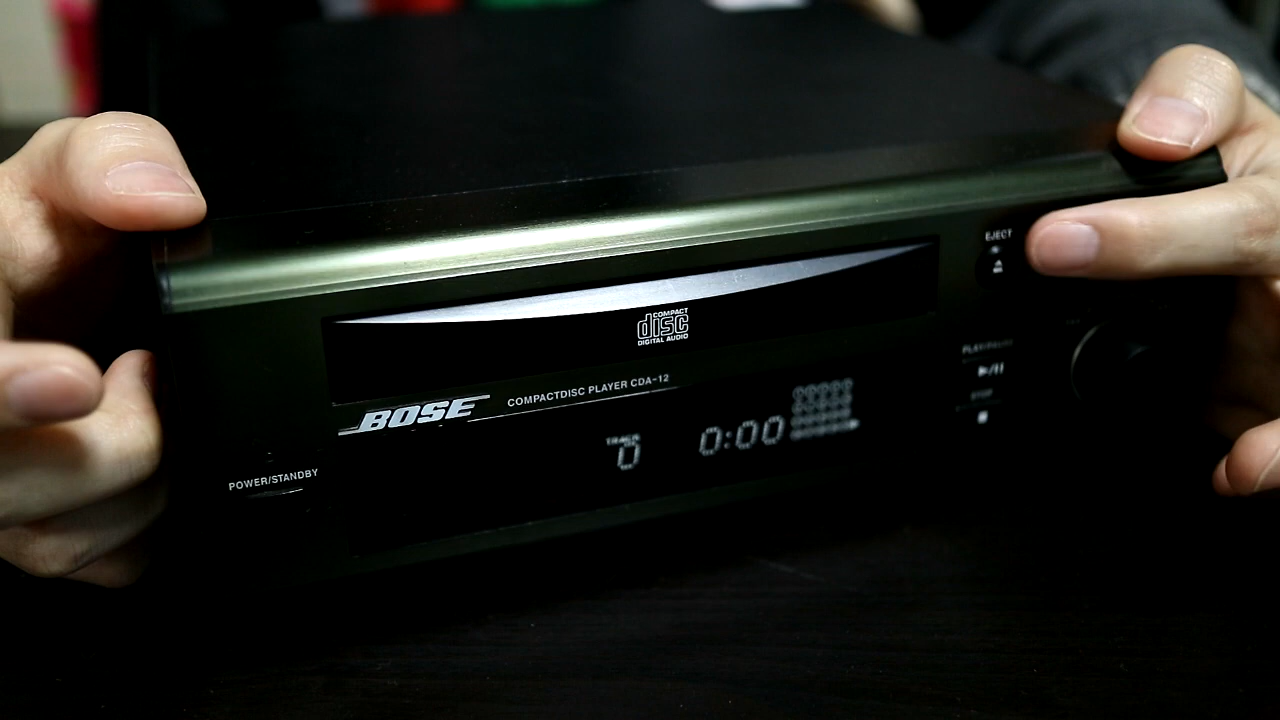 EJECT
COMPACT
disc
DIGITAL AUDIO
BOSE
COMPACTDISC PLAYER CDA-12
PLAY/PAUSE
STOP
TRACK
0
0:00
POWER/STANDBY